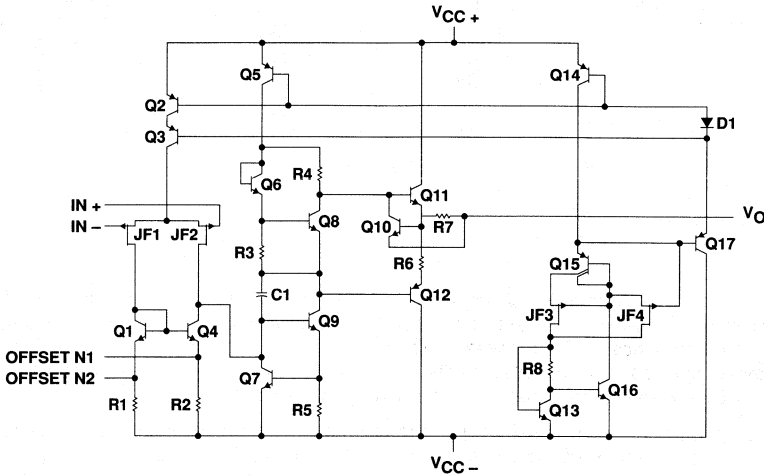 VCC +
Q5
Q14
Q2
D1
Q3
R4
Q6
Q11
IN +
Q8
Q10
R7
VO
IN −
JF1
JF2
Q17
R3
R6
Q15
C1
Q12
JF3
JF4
Q1
Q4
Q9
OFFSET N1
R8
Q7
Q16
OFFSET N2
R1
R2
R5
Q13
VCC −